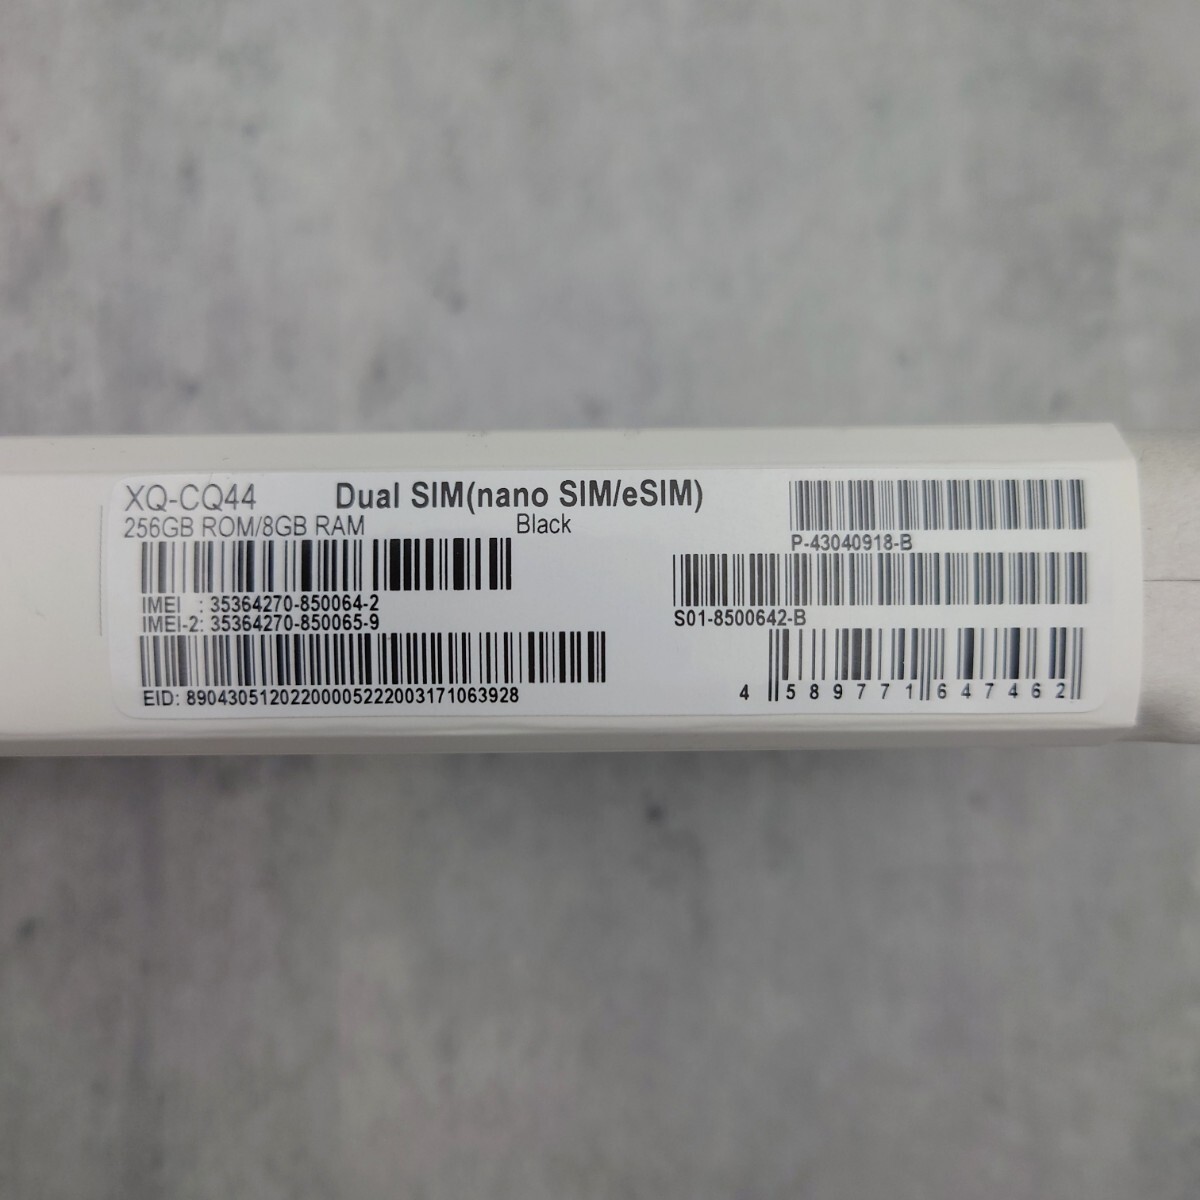 XQ-CQ44 Dual SIM(nano SIM/eSIM)
256GB ROM/8GB RAM Black
IMEI : 35364270-850064-2
IMEI-2: 35364270-850065-9
EID: 89043051202200005222003171063928
P-43040918-B
S01-8500642-B
4 589771 647462